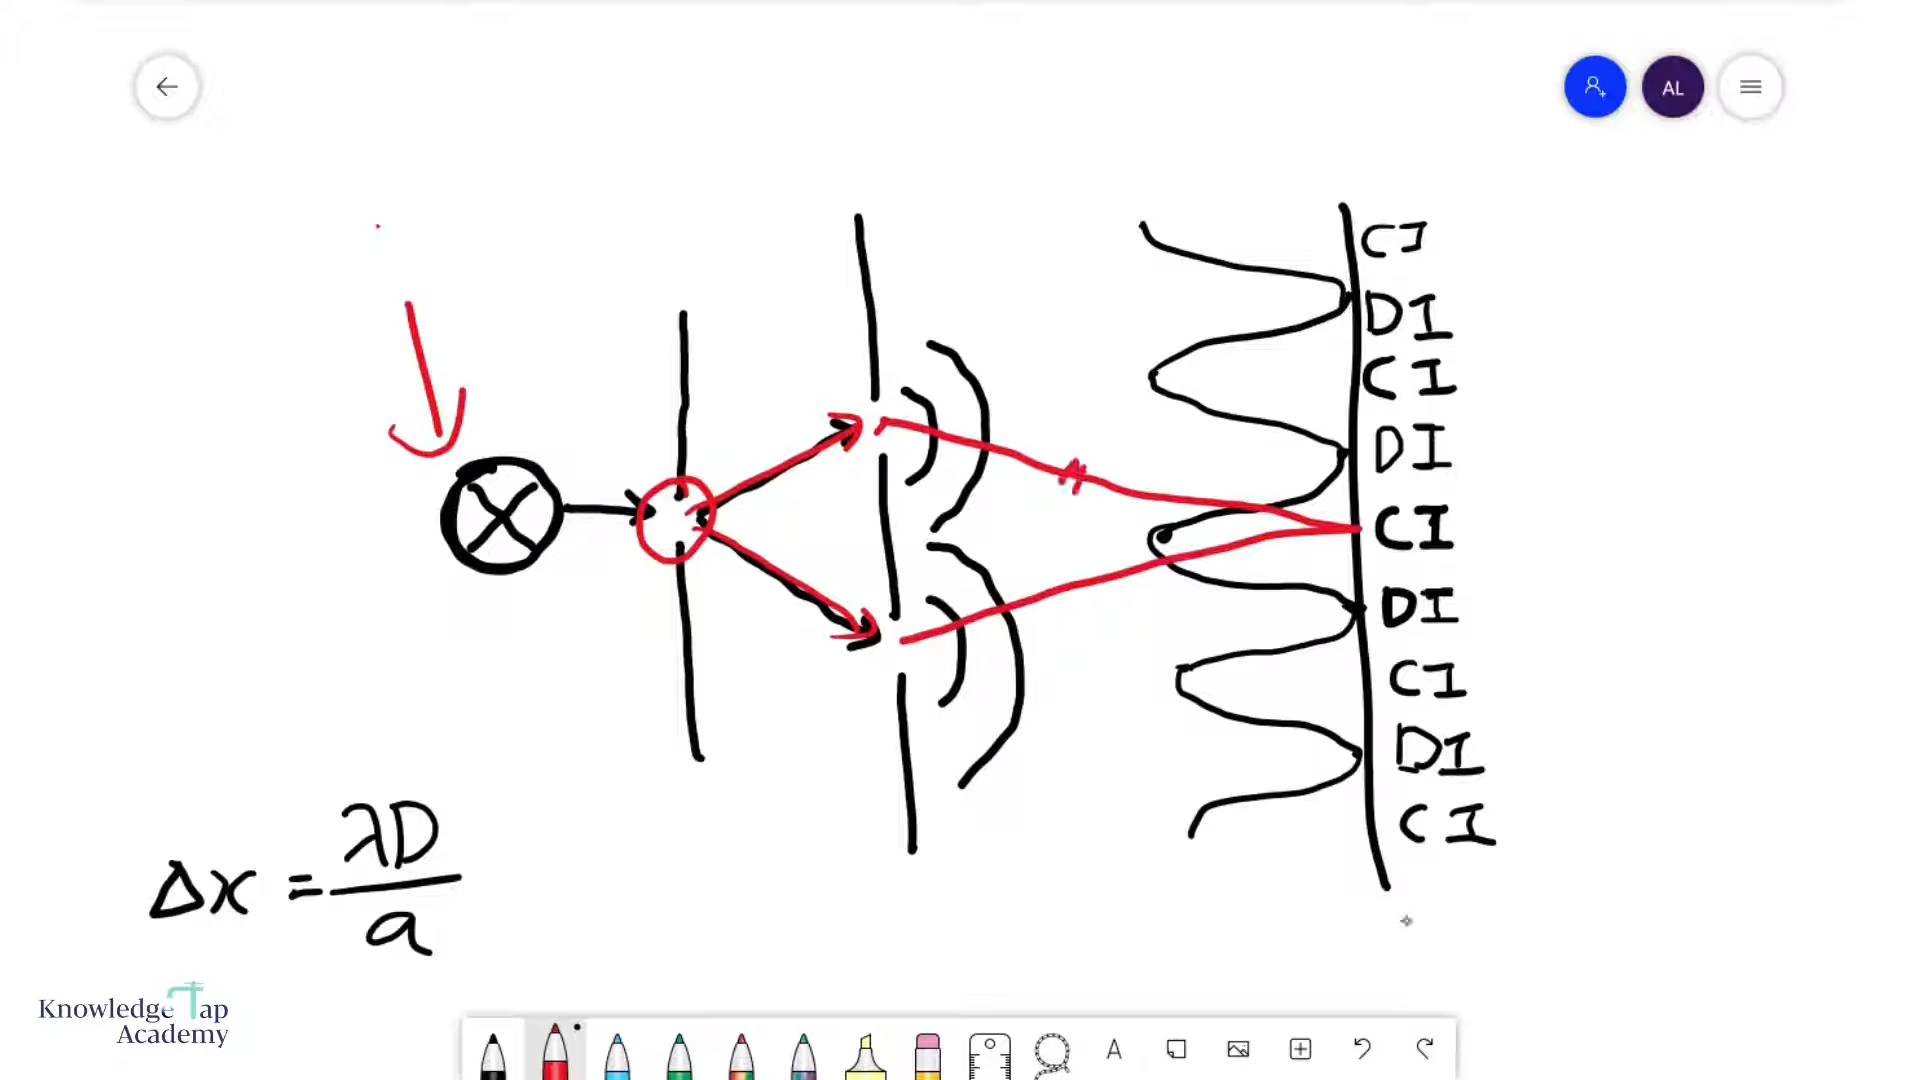 AL
CI
DI
CI
DI
CI
DI
CI
DI
CI
Δx = λD
a
Knowledge Tap
Academy
A